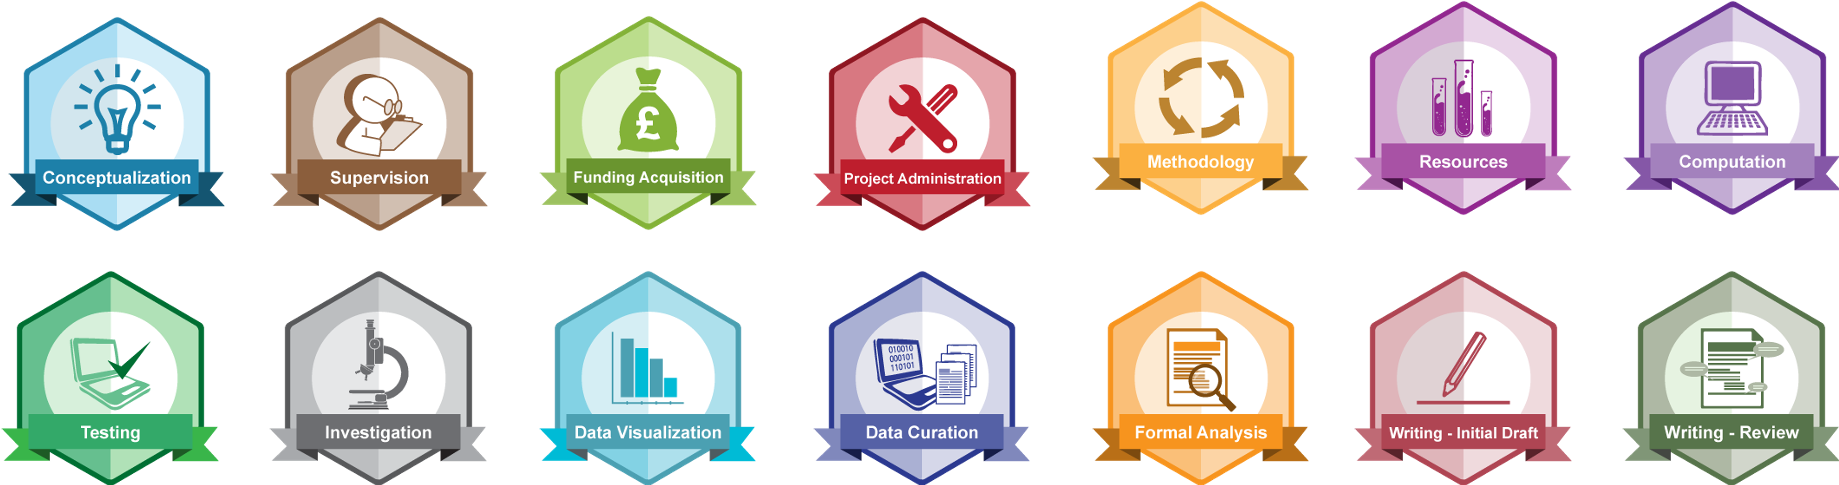 Conceptualization
Supervision
£
Funding Acquisition
Project Administration
Methodology
Resources
Computation
Testing
Investigation
Data Visualization
010010
000101
110101
Data Curation
Formal Analysis
Writing - Initial Draft
Writing - Review